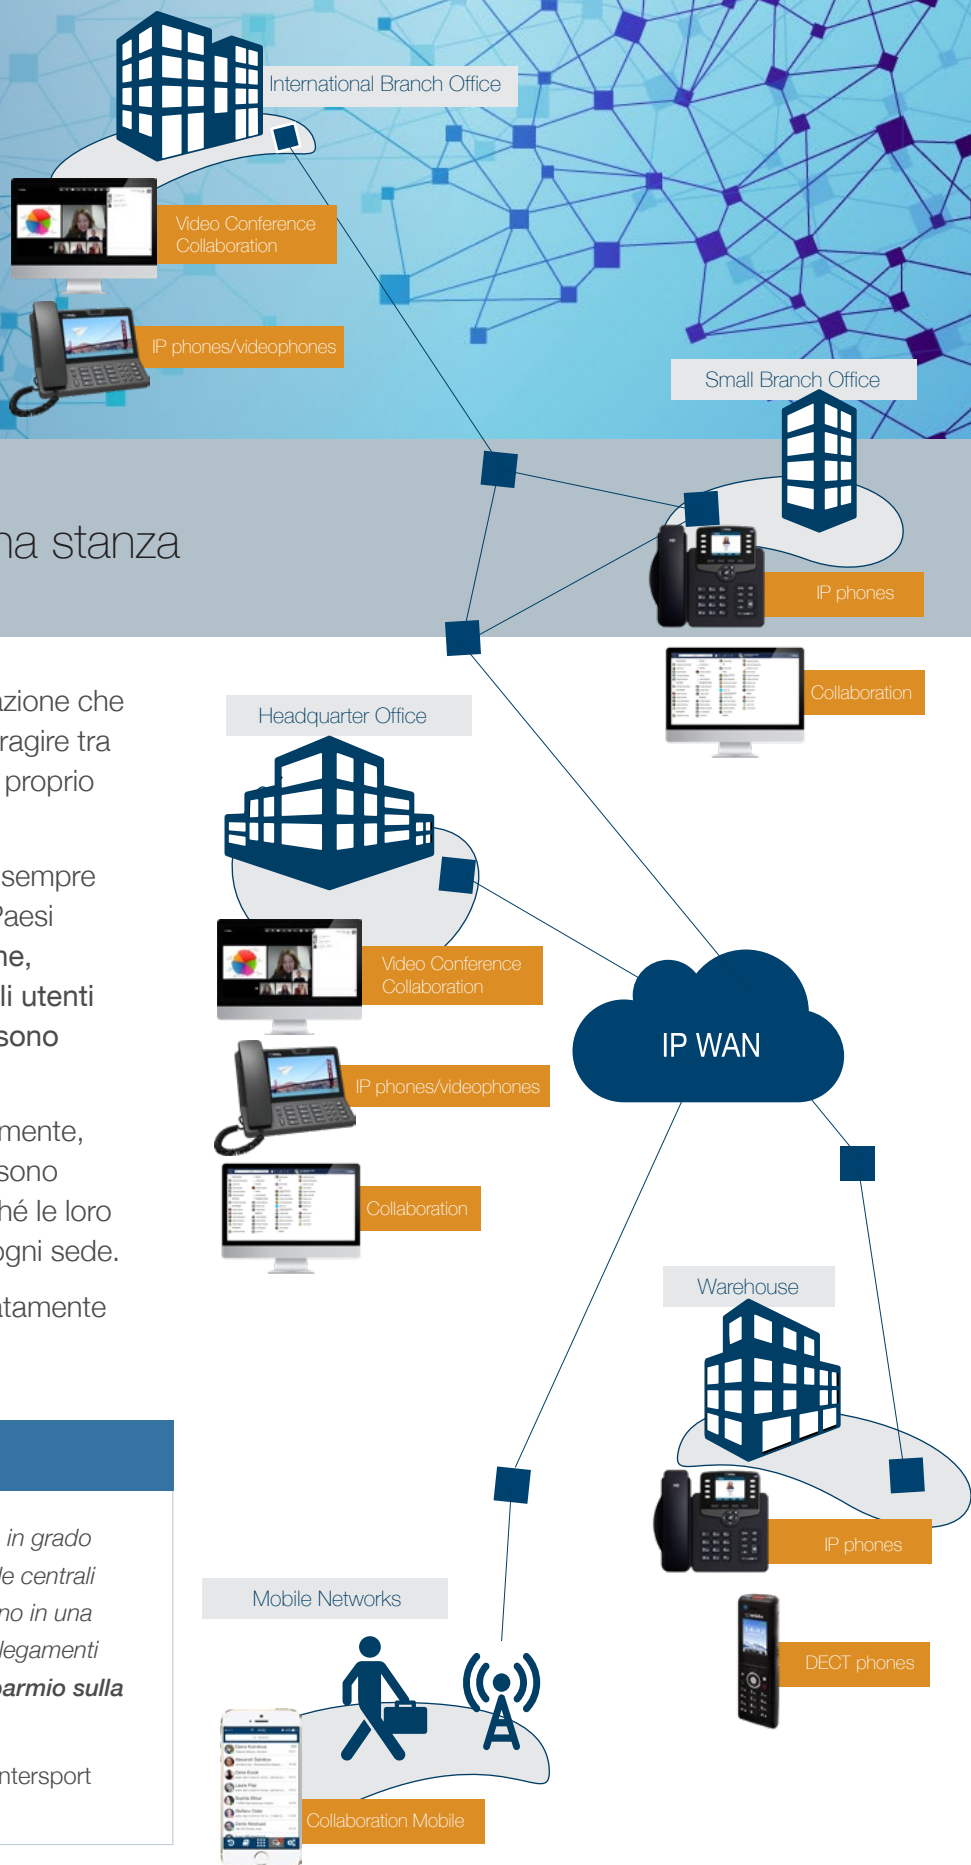 International Branch Office
Video Conference
Collaboration
IP phones/videophones
Small Branch Office
na stanza
IP phones
Collaboration
azione che
ragire tra
proprio
Headquarter Office
sempre
Paesi
ne,
li utenti
sono
Video Conference
Collaboration
IP WAN
IP phones/videophones
mente,
sono
hé le loro
ogni sede.
Collaboration
atamente
Warehouse
in grado
le centrali
no in una
legamenti
parmio sulla
ntersport
IP phones
Mobile Networks
DECT phones
Collaboration Mobile